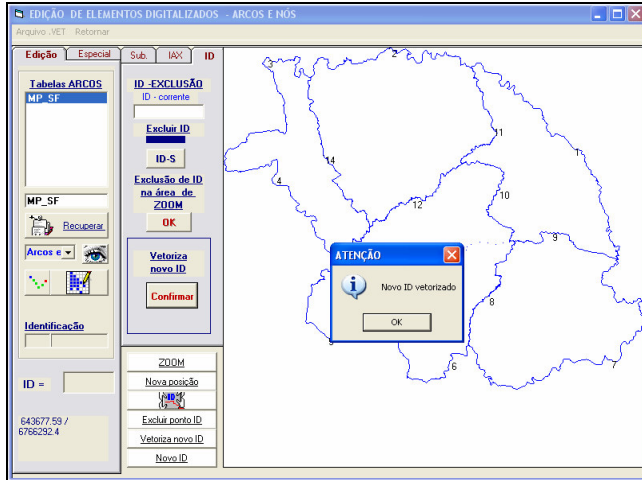 EDIÇÃO DE ELEMENTOS DIGITALIZADOS - ARCOS E NÓS
Arquivo .VET Retornar
Edição Especial
Tabelas ARCOS
MP_SF
MP_SF
Recuperar
Arcos e
Identificação
ID =
643677.59 /
6766292.4
Sub. IAX ID
ID -EXCLUSÃO
ID - corrente
Excluir ID
ID-S
Exclusão de ID
na área de
ZOOM
OK
Vetoriza
novo ID
Confirmar
ZOOM
Nova posição
ID
Excluir ponto ID
Vetoriza novo ID
Novo ID
2
3
11
1
14
4
10
12
9
ATENÇÃO
Novo ID vetorizado
OK
8
6
7